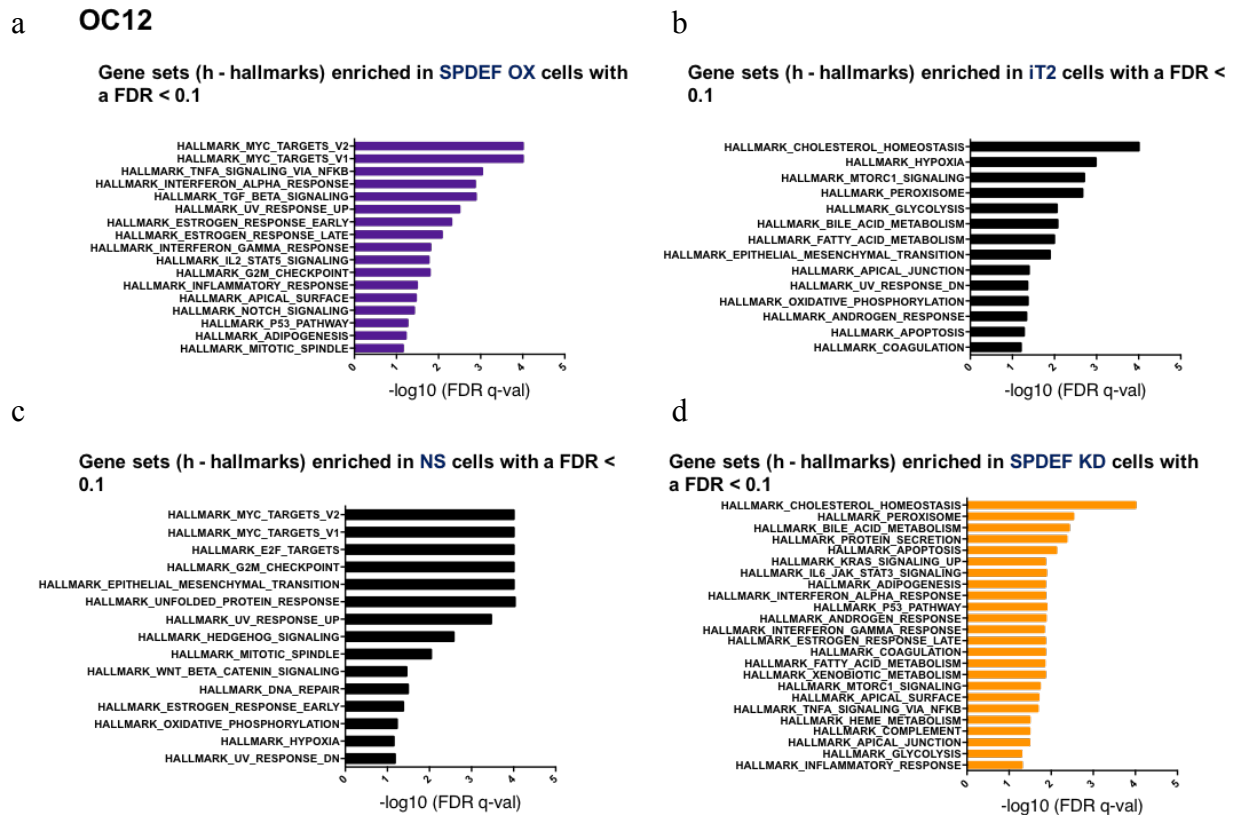 a
OC12
Gene sets (h - hallmarks) enriched in SPDEF OX cells with
a FDR < 0.1
HALLMARK_MYC_TARGETS_V2
HALLMARK_MYC_TARGETS_V1
HALLMARK_TNFA_SIGNALING_VIA_NFKB
HALLMARK_INTERFERON_ALPHA_RESPONSE
HALLMARK_TGF_BETA_SIGNALING
HALLMARK_UV_RESPONSE_UP
HALLMARK_ESTROGEN_RESPONSE_EARLY
HALLMARK_ESTROGEN_RESPONSE_LATE
HALLMARK_INTERFERON_GAMMA_RESPONSE
HALLMARK_IL2_STAT5_SIGNALING
HALLMARK_G2M_CHECKPOINT
HALLMARK_INFLAMMATORY_RESPONSE
HALLMARK_APICAL_SURFACE
HALLMARK_NOTCH_SIGNALING
HALLMARK_P53_PATHWAY
HALLMARK_ADIPOGENESIS
HALLMARK_MITOTIC_SPINDLE
0 1 2 3 4 5
-log10 (FDR q-val)
b
Gene sets (h - hallmarks) enriched in iT2 cells with a FDR <
0.1
HALLMARK_CHOLESTEROL_HOMEOSTASIS
HALLMARK_HYPOXIA
HALLMARK_MTORC1_SIGNALING
HALLMARK_PEROXISOME
HALLMARK_GLYCOLYSIS
HALLMARK_BILE_ACID_METABOLISM
HALLMARK_FATTY_ACID_METABOLISM
HALLMARK_EPITHELIAL_MESENCHYMAL_TRANSITION
HALLMARK_APICAL_JUNCTION
HALLMARK_UV_RESPONSE_DN
HALLMARK_OXIDATIVE_PHOSPHORYLATION
HALLMARK_ANDROGEN_RESPONSE
HALLMARK_APOPTOSIS
HALLMARK_COAGULATION
0 1 2 3 4 5
-log10 (FDR q-val)
c
Gene sets (h - hallmarks) enriched in NS cells with a FDR <
0.1
HALLMARK_MYC_TARGETS_V2
HALLMARK_MYC_TARGETS_V1
HALLMARK_E2F_TARGETS
HALLMARK_G2M_CHECKPOINT
HALLMARK_EPITHELIAL_MESENCHYMAL_TRANSITION
HALLMARK_UNFOLDED_PROTEIN_RESPONSE
HALLMARK_UV_RESPONSE_UP
HALLMARK_HEDGEHOG_SIGNALING
HALLMARK_MITOTIC_SPINDLE
HALLMARK_WNT_BETA_CATENIN_SIGNALING
HALLMARK_DNA_REPAIR
HALLMARK_ESTROGEN_RESPONSE_EARLY
HALLMARK_OXIDATIVE_PHOSPHORYLATION
HALLMARK_HYPOXIA
HALLMARK_UV_RESPONSE_DN
0 1 2 3 4 5
-log10 (FDR q-val)
d
Gene sets (h - hallmarks) enriched in SPDEF KD cells with
a FDR < 0.1
HALLMARK_CHOLESTEROL_HOMEOSTASIS
HALLMARK_PEROXISOME
HALLMARK_BILE_ACID_METABOLISM
HALLMARK_PROTEIN_SECRETION
HALLMARK_APOPTOSIS
HALLMARK_KRAS_SIGNALING_UP
HALLMARK_IL6_JAK_STAT3_SIGNALING
HALLMARK_ADIPOGENESIS
HALLMARK_INTERFERON_ALPHA_RESPONSE
HALLMARK_P53_PATHWAY
HALLMARK_ANDROGEN_RESPONSE
HALLMARK_INTERFERON_GAMMA_RESPONSE
HALLMARK_ESTROGEN_RESPONSE_LATE
HALLMARK_COAGULATION
HALLMARK_FATTY_ACID_METABOLISM
HALLMARK_XENOBIOTIC_METABOLISM
HALLMARK_MTORC1_SIGNALING
HALLMARK_APICAL_SURFACE
HALLMARK_TNFA_SIGNALING_VIA_NFKB
HALLMARK_HEME_METABOLISM
HALLMARK_COMPLEMENT
HALLMARK_APICAL_JUNCTION
HALLMARK_GLYCOLYSIS
HALLMARK_INFLAMMATORY_RESPONSE
0 1 2 3 4 5
-log10 (FDR q-val)